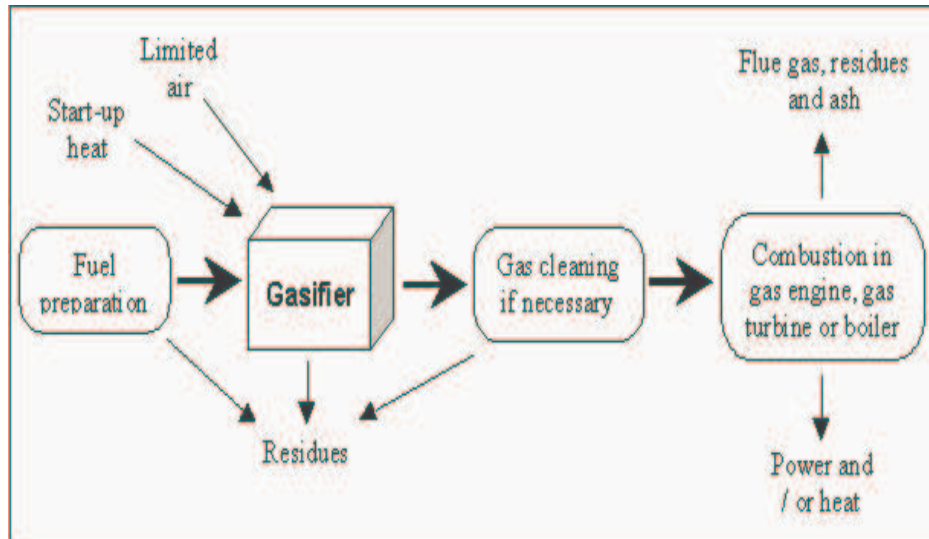 Limited
air
Start-up
heat
Flue gas, residues
and ash
Fuel
preparation
Gasifier
Gas cleaning
if necessary
Combustion in
gas engine, gas
turbine or boiler
Residues
Power and
/ or heat